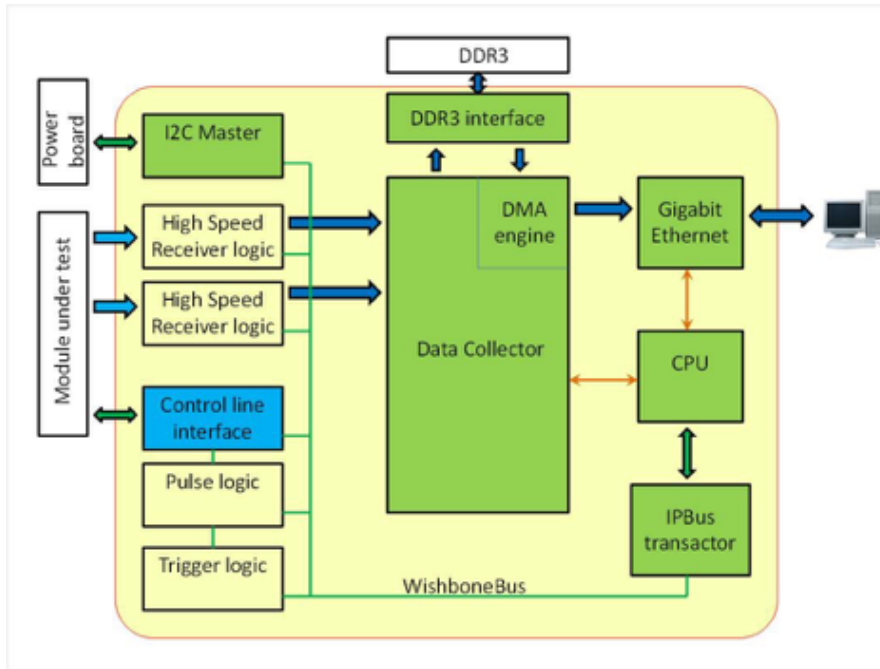 DDR3
Power
board
I2C Master
DDR3 interface
High Speed
Receiver logic
DMA
engine
Gigabit
Ethernet
Module under test
High Speed
Receiver logic
Data Collector
CPU
Control line
interface
Pulse logic
IPBus
transactor
Trigger logic
WishboneBus